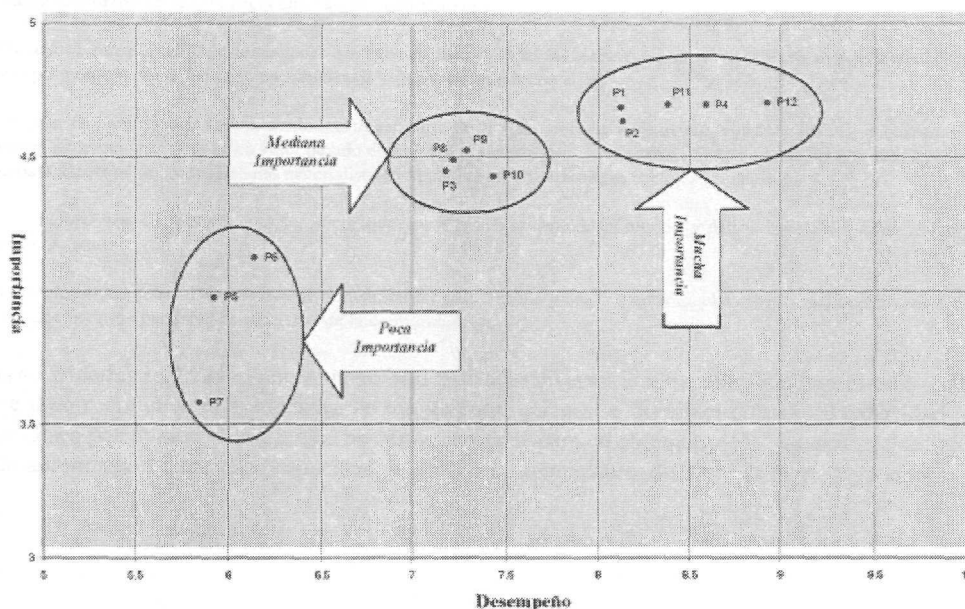 5
P1
P11
P4
P12
P2
Mediana
Importancia
P9
P8
4.5
P3
P10
Mucha
Importancia
Importancia
P6
P5
Poca
Importancia
P7
3.5
3
5
5.5
6
6.5
7
7.5
8
8.5
9
9.5
Desempeño